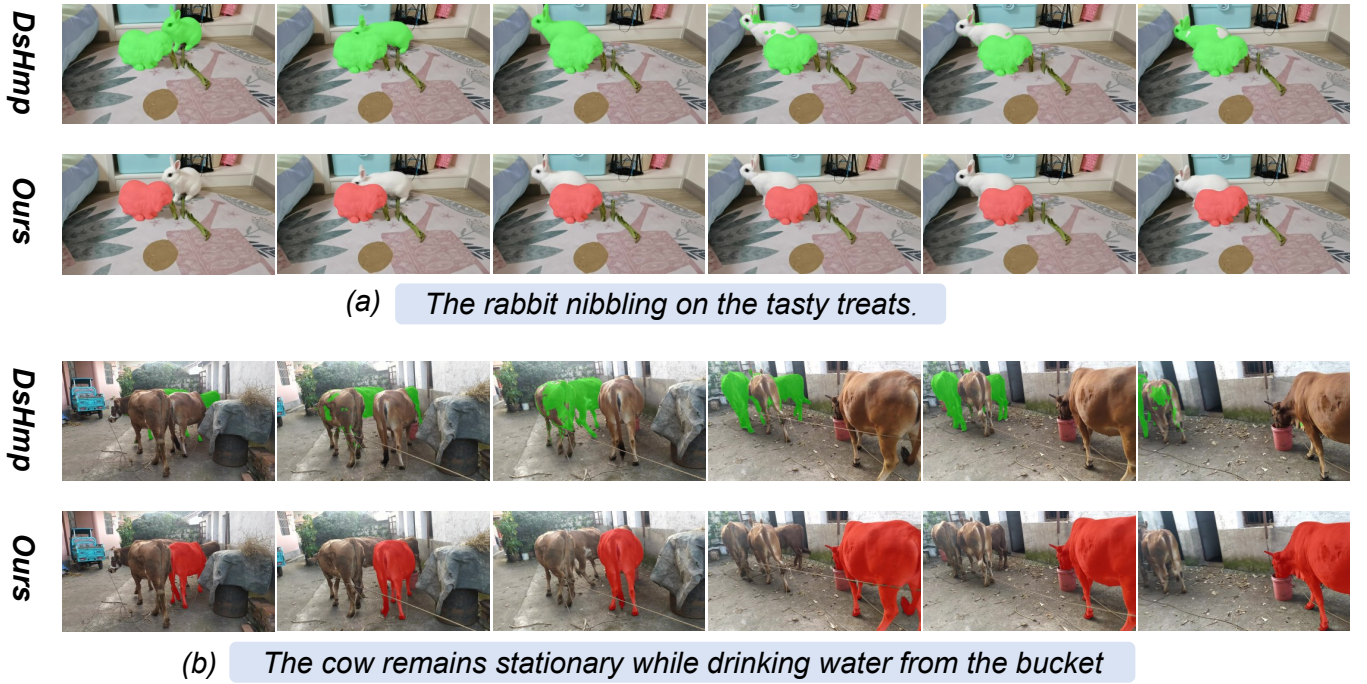 DsHmp
Ours
(a) The rabbit nibbling on the tasty treats.
DsHmp
Ours
(b) The cow remains stationary while drinking water from the bucket